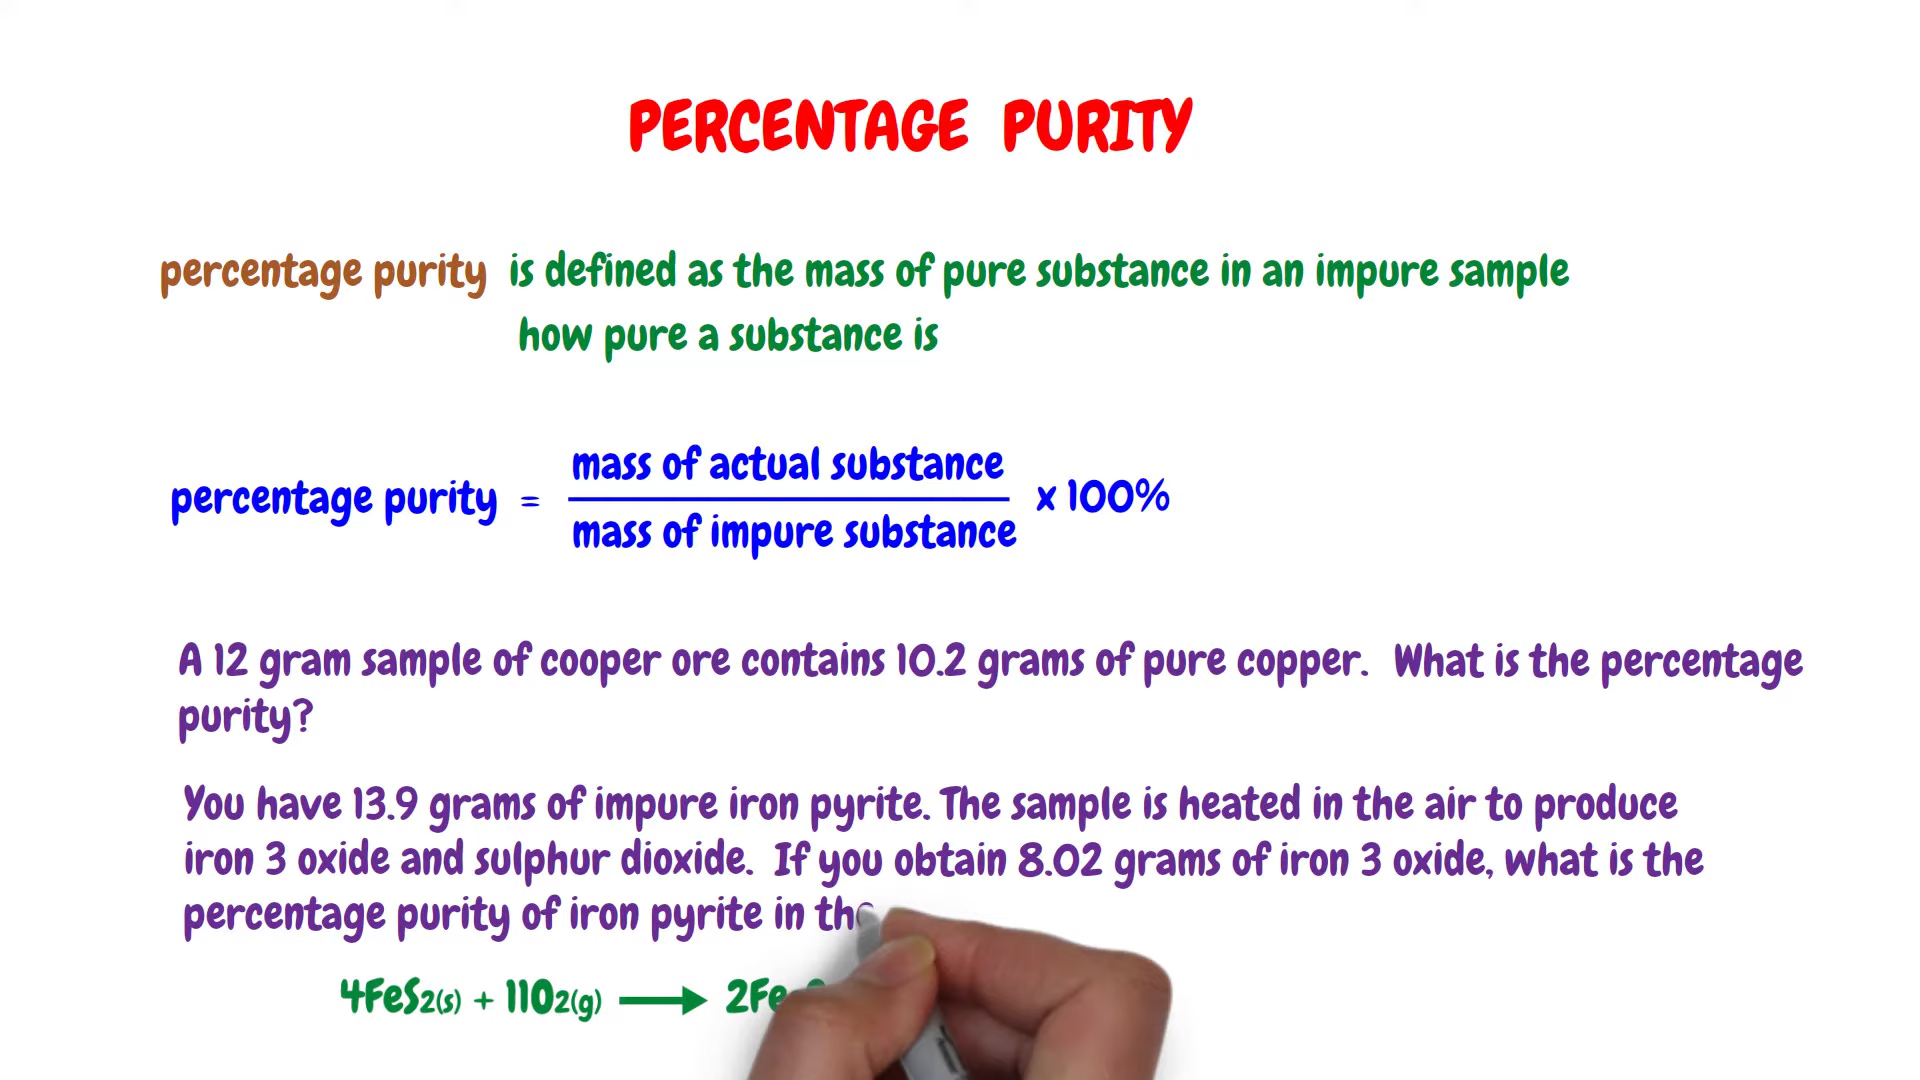 PERCENTAGE PURITY
percentage purity is defined as the mass of pure substance in an impure sample
how pure a substance is
mass of actual substance
percentage purity = x 100%
mass of impure substance
A 12 gram sample of cooper ore contains 10.2 grams of pure copper. What is the percentage
purity?
You have 13.9 grams of impure iron pyrite. The sample is heated in the air to produce
iron 3 oxide and sulphur dioxide. If you obtain 8.02 grams of iron 3 oxide, what is the
percentage purity of iron pyrite in the
4FeS2(s) + 11O2(g) → 2Fe